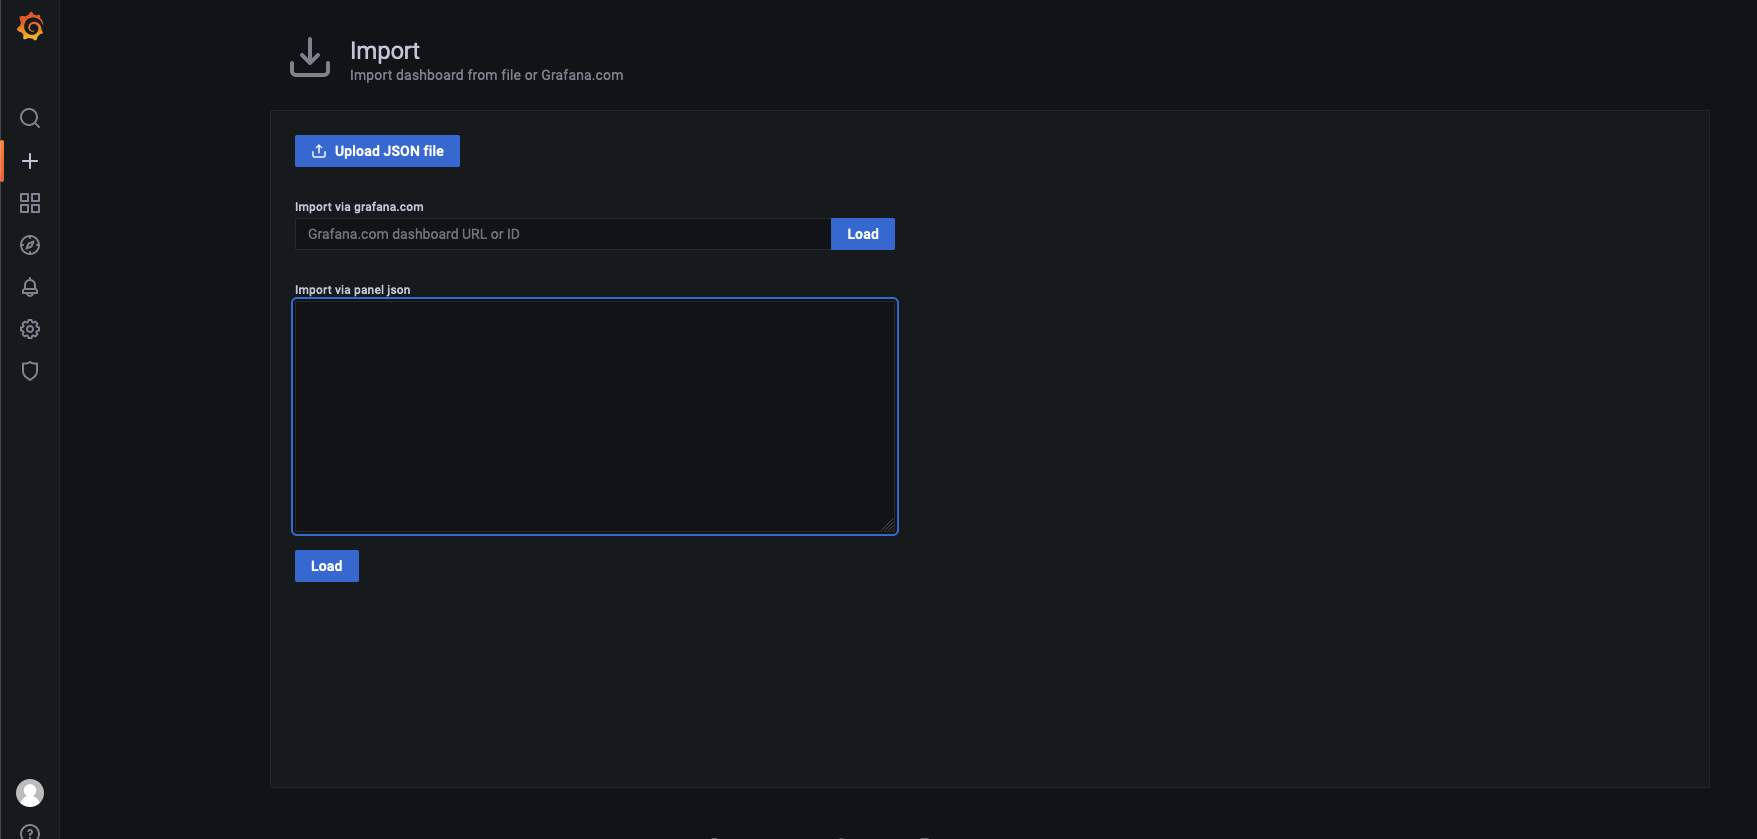 Import
Import dashboard from file or Grafana.com
Upload JSON file
Import via grafana.com
Grafana.com dashboard URL or ID
Load
Import via panel json
Load